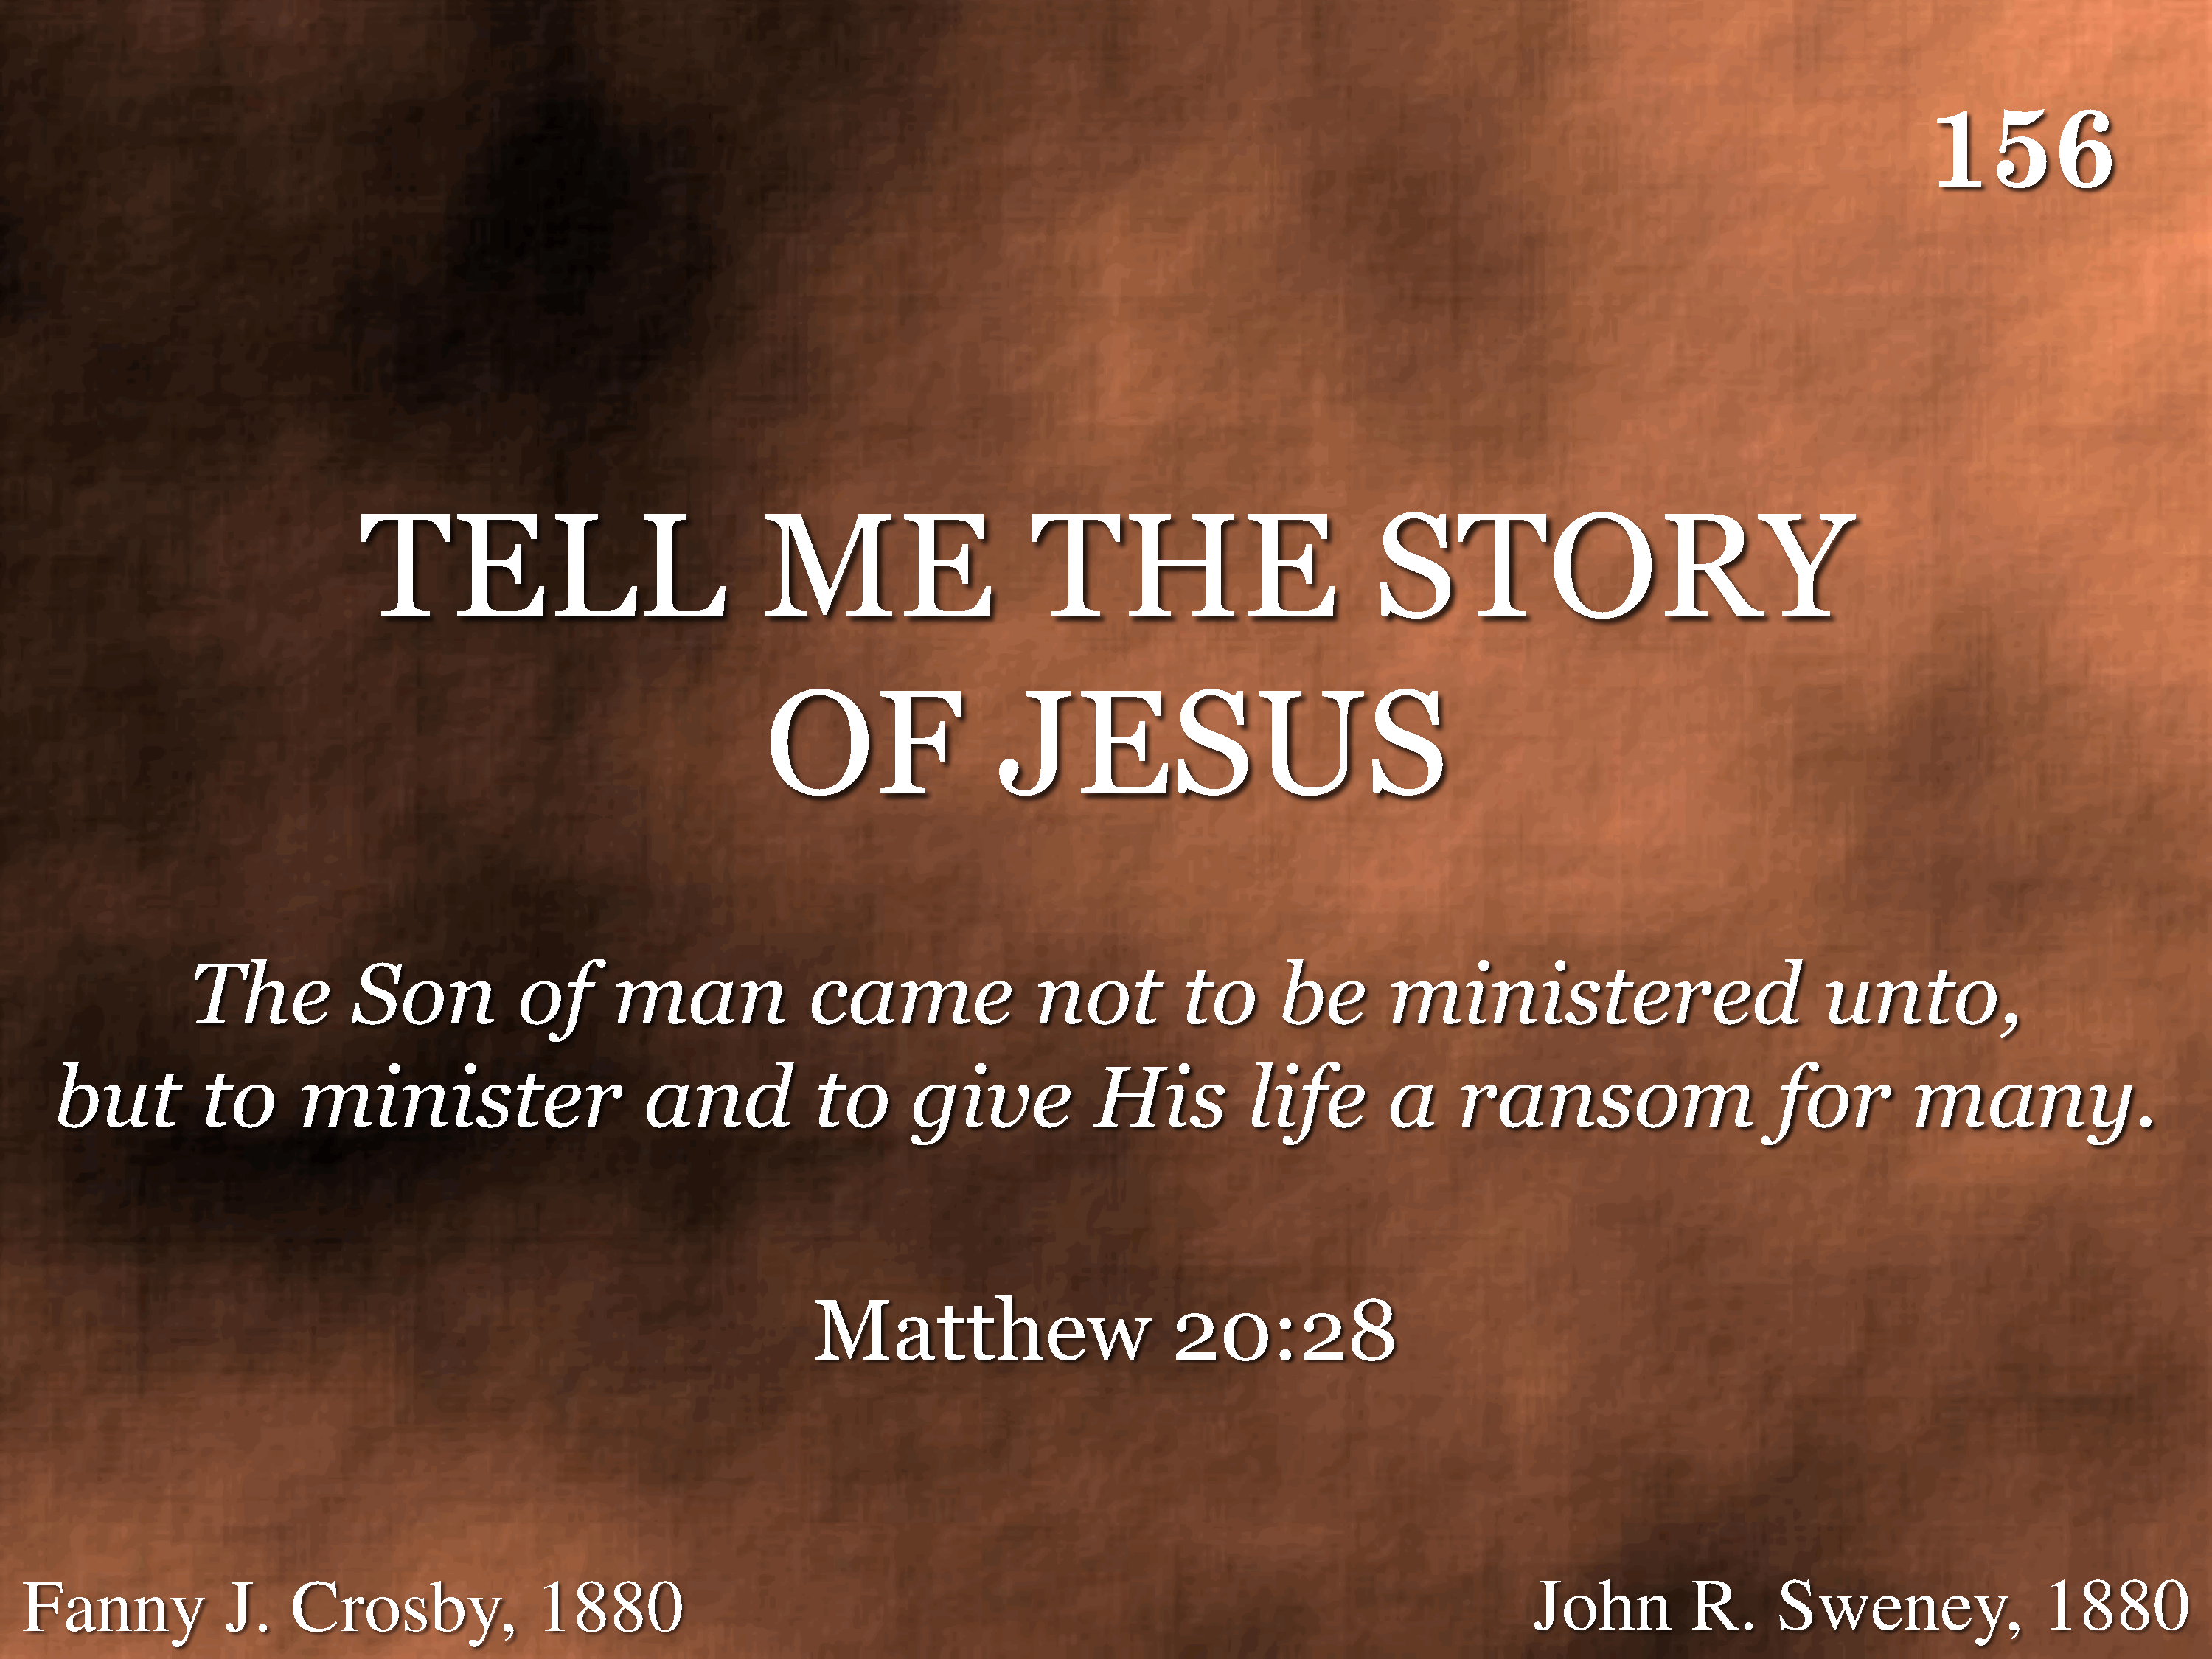 156
TELL ME THE STORY
OF JESUS
The Son of man came not to be ministered unto,
but to minister and to give His life a ransom for many.
Matthew 20:28
Fanny J. Crosby, 1880
John R. Sweney, 1880